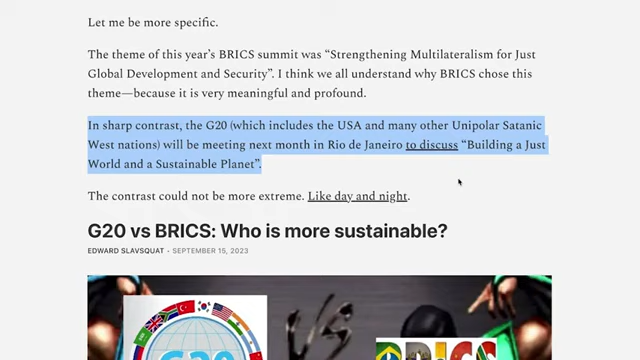 Let me be more specific.
The theme of this year's BRICS summit was “Strengthening Multilateralism for Just
Global Development and Security”. I think we all understand why BRICS chose this
theme—because it is very meaningful and profound.
In sharp contrast, the G20 (which includes the USA and many other Unipolar Satanic
West nations) will be meeting next month in Rio de Janeiro to discuss “Building a Just
World and a Sustainable Planet”.
The contrast could not be more extreme. Like day and night.
G20 vs BRICS: Who is more sustainable?
EDWARD SLAVSQUAT • SEPTEMBER 15, 2023
VS
G20
BRICS